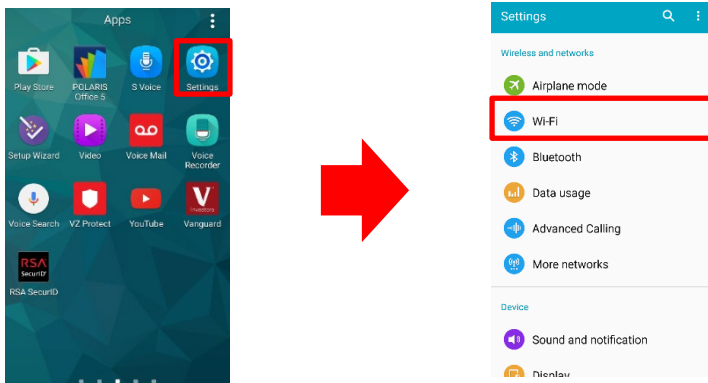 Apps
Play Store
POLARIS
Office 5
S Voice
Settings
Setup Wizard
Video
Voice Mail
Voice
Recorder
Voice Search
VZ Protect
YouTube
V
Investors
Vanguard
RSA
SecurID
RSA SecurID
Settings
Wireless and networks
Airplane mode
Wi-Fi
Bluetooth
Data usage
Advanced Calling
More networks
Device
Sound and notification
Display